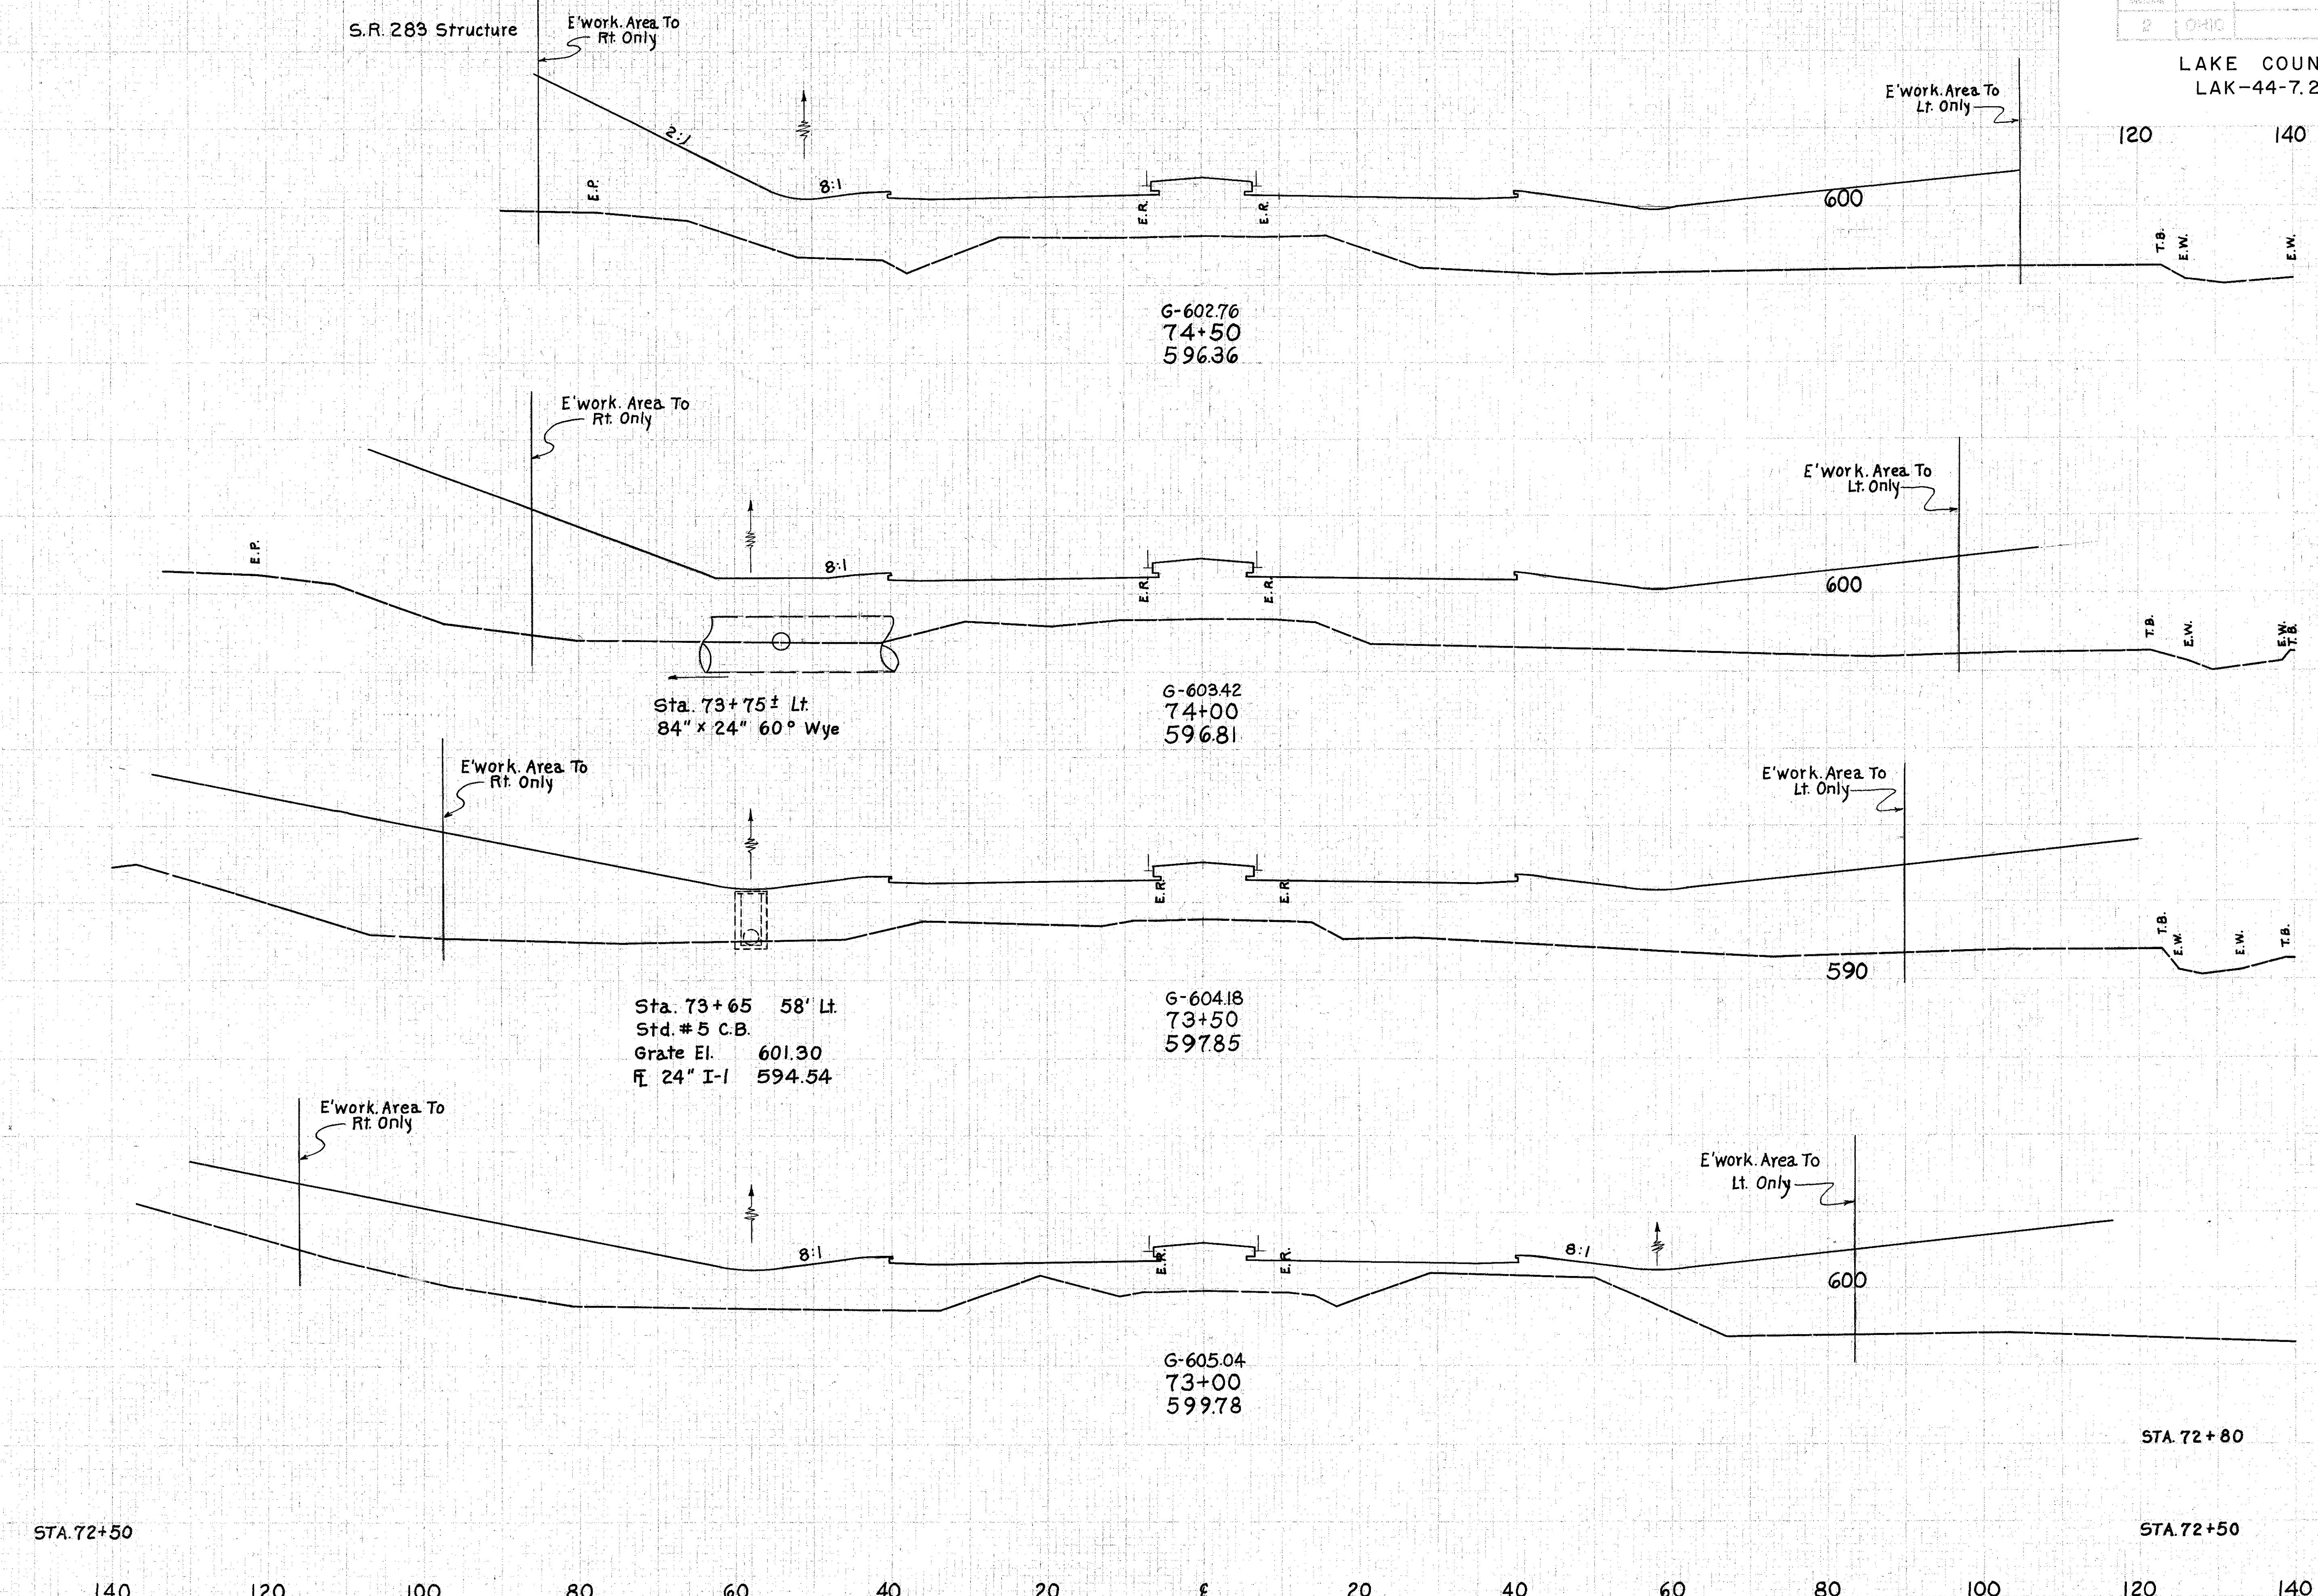 S.R. 283 Structure
E'work. Area To
Rt. Only
2 OHIO
LAKE COUN
LAK-44-7.2
E'work. Area To
Lt. Only
120 140
2:1
8:1
E.P.
E.R.
E.R.
600
T.B.
E.W.
E.W.
G-602.76
74+50
596.36
E'work. Area To
Rt. Only
E'work. Area To
Lt. Only
E.P.
8:1
E.R.
E.R.
600
T.B.
E.W.
E.W.
T.B.
Sta. 73+75± Lt.
84" x 24" 60° Wye
G-603.42
74+00
596.81
E'work. Area To
Rt. Only
E'work. Area To
Lt. Only
E.R.
E.R.
T.B.
E.W.
E.W.
T.B.
590
Sta. 73+65 58' Lt.
Std. #5 C.B.
Grate El. 601.30
FL 24" I-1 594.54
G-604.18
73+50
597.85
E'work. Area To
Rt. Only
E'work. Area To
Lt. Only
8:1
E.R.
E.R.
8:1
600
G-605.04
73+00
599.78
STA. 72+80
STA. 72+50
STA. 72+50
140 120 100 80 60 40 20 ℄ 20 40 60 80 100 120 140